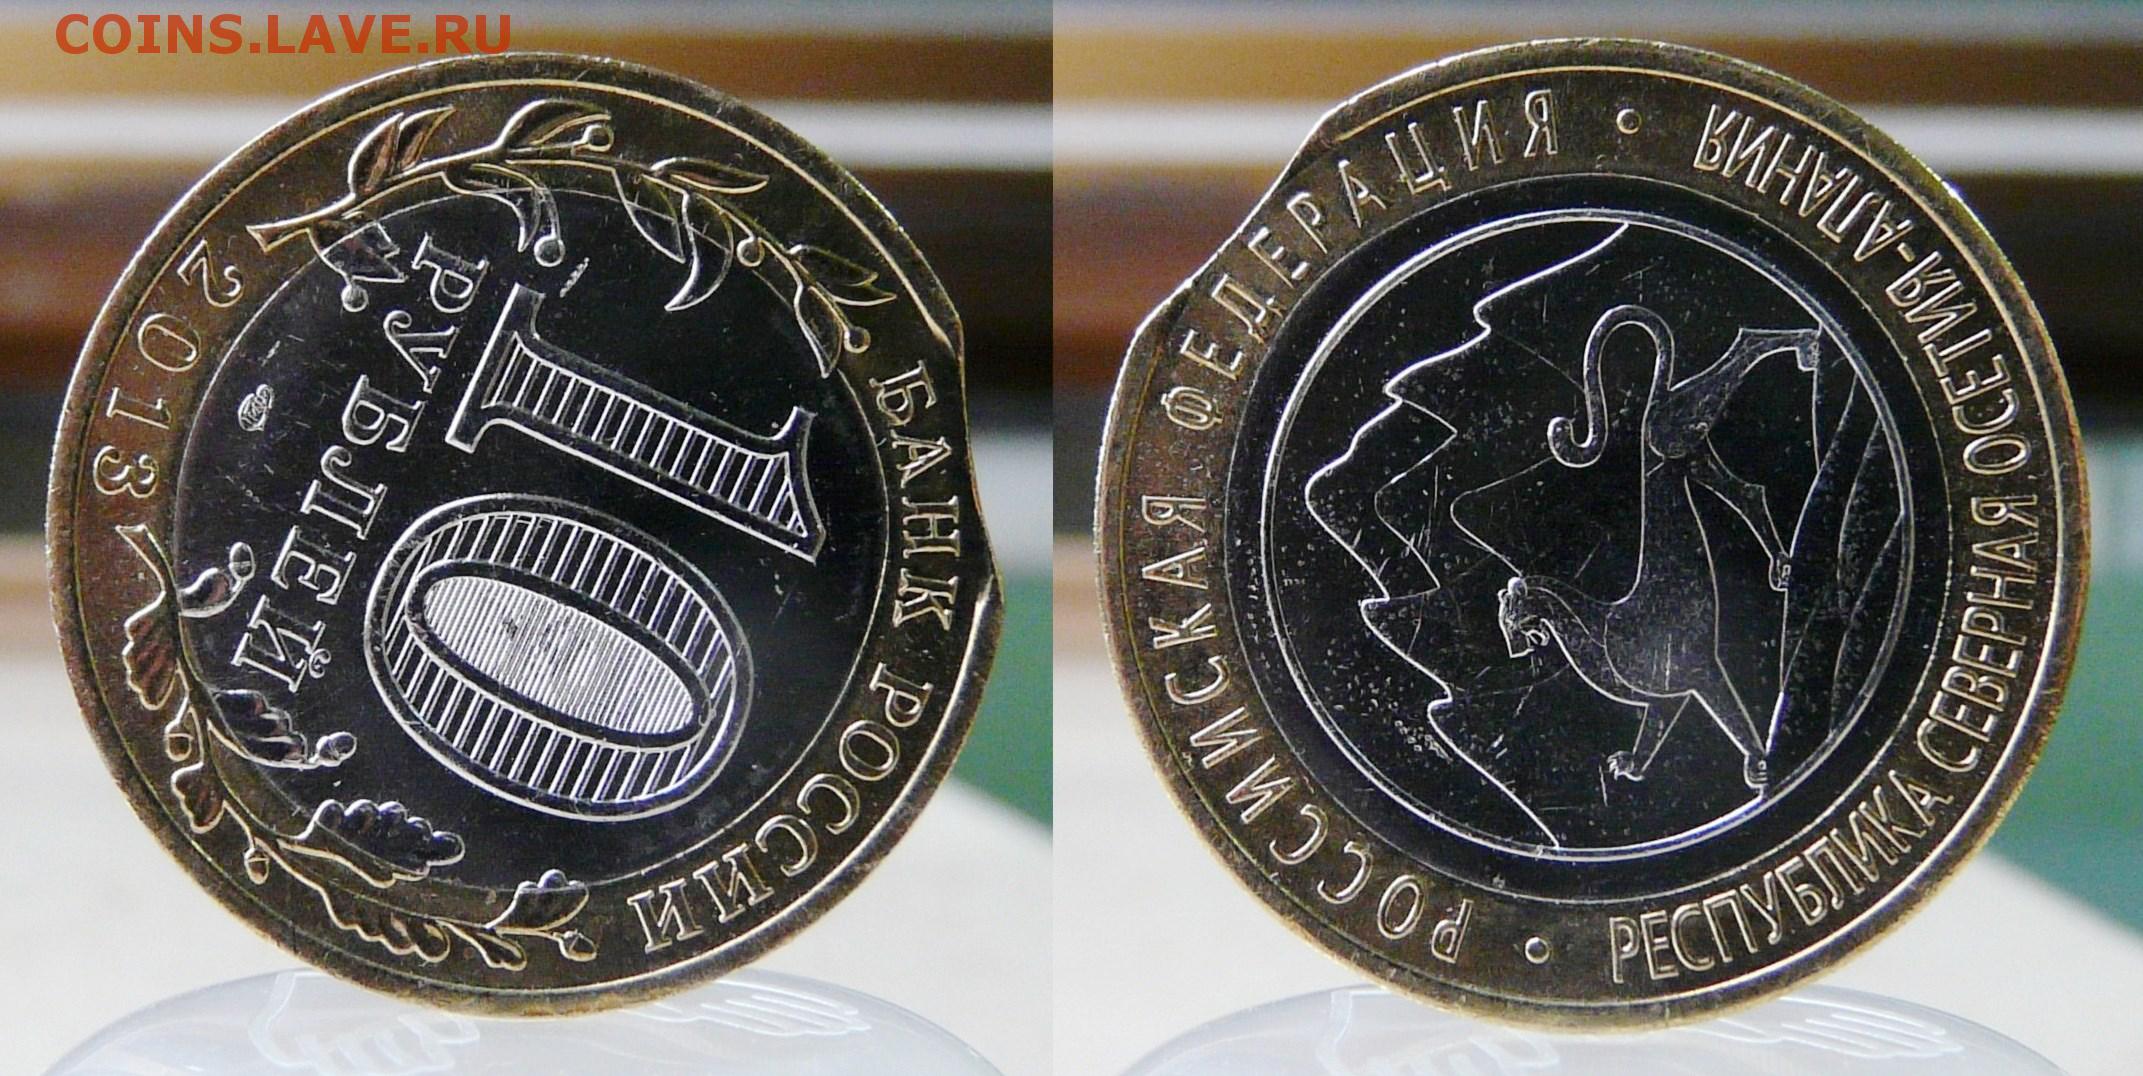 COINS.LAVE.RU
БАНК РОССИИ
10
РУБЛЕЙ
2013
РОССИЙСКАЯ ФЕДЕРАЦИЯ
• РЕСПУБЛИКА СЕВЕРНАЯ ОСЕТИЯ-АЛАНИЯ •